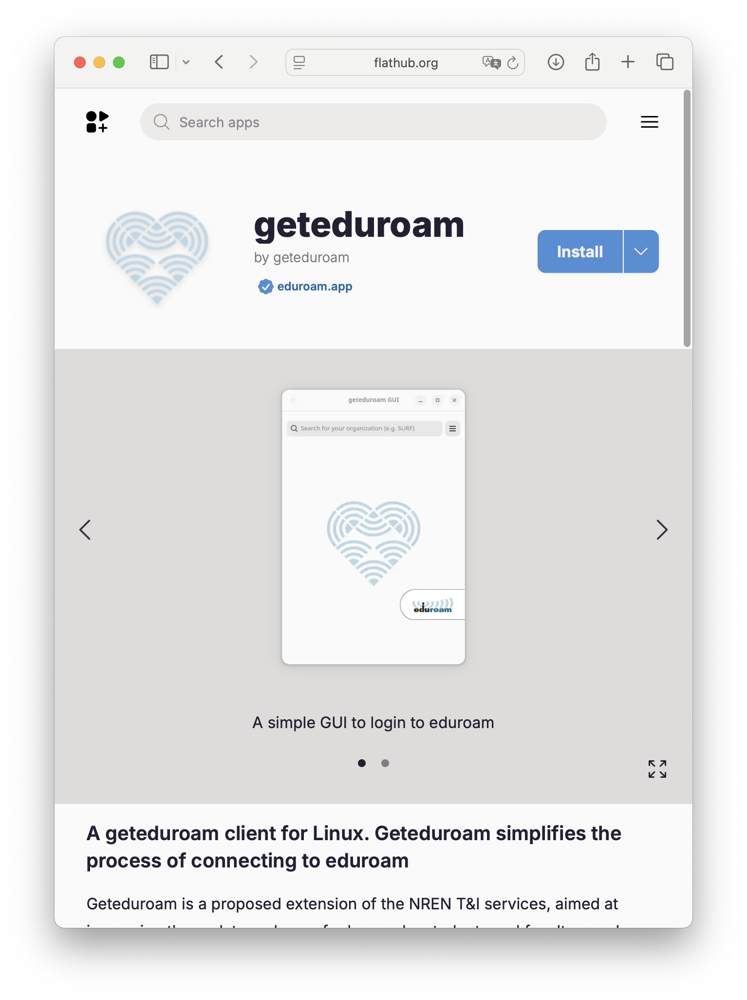 flathub.org
Search apps
geteduroam
by geteduroam
eduroam.app
Install
geteduroam GUI
Search for your organization (e.g. SURF)
eduroam
A simple GUI to login to eduroam
A geteduroam client for Linux. Geteduroam simplifies the
process of connecting to eduroam
Geteduroam is a proposed extension of the NREN T&I services, aimed at